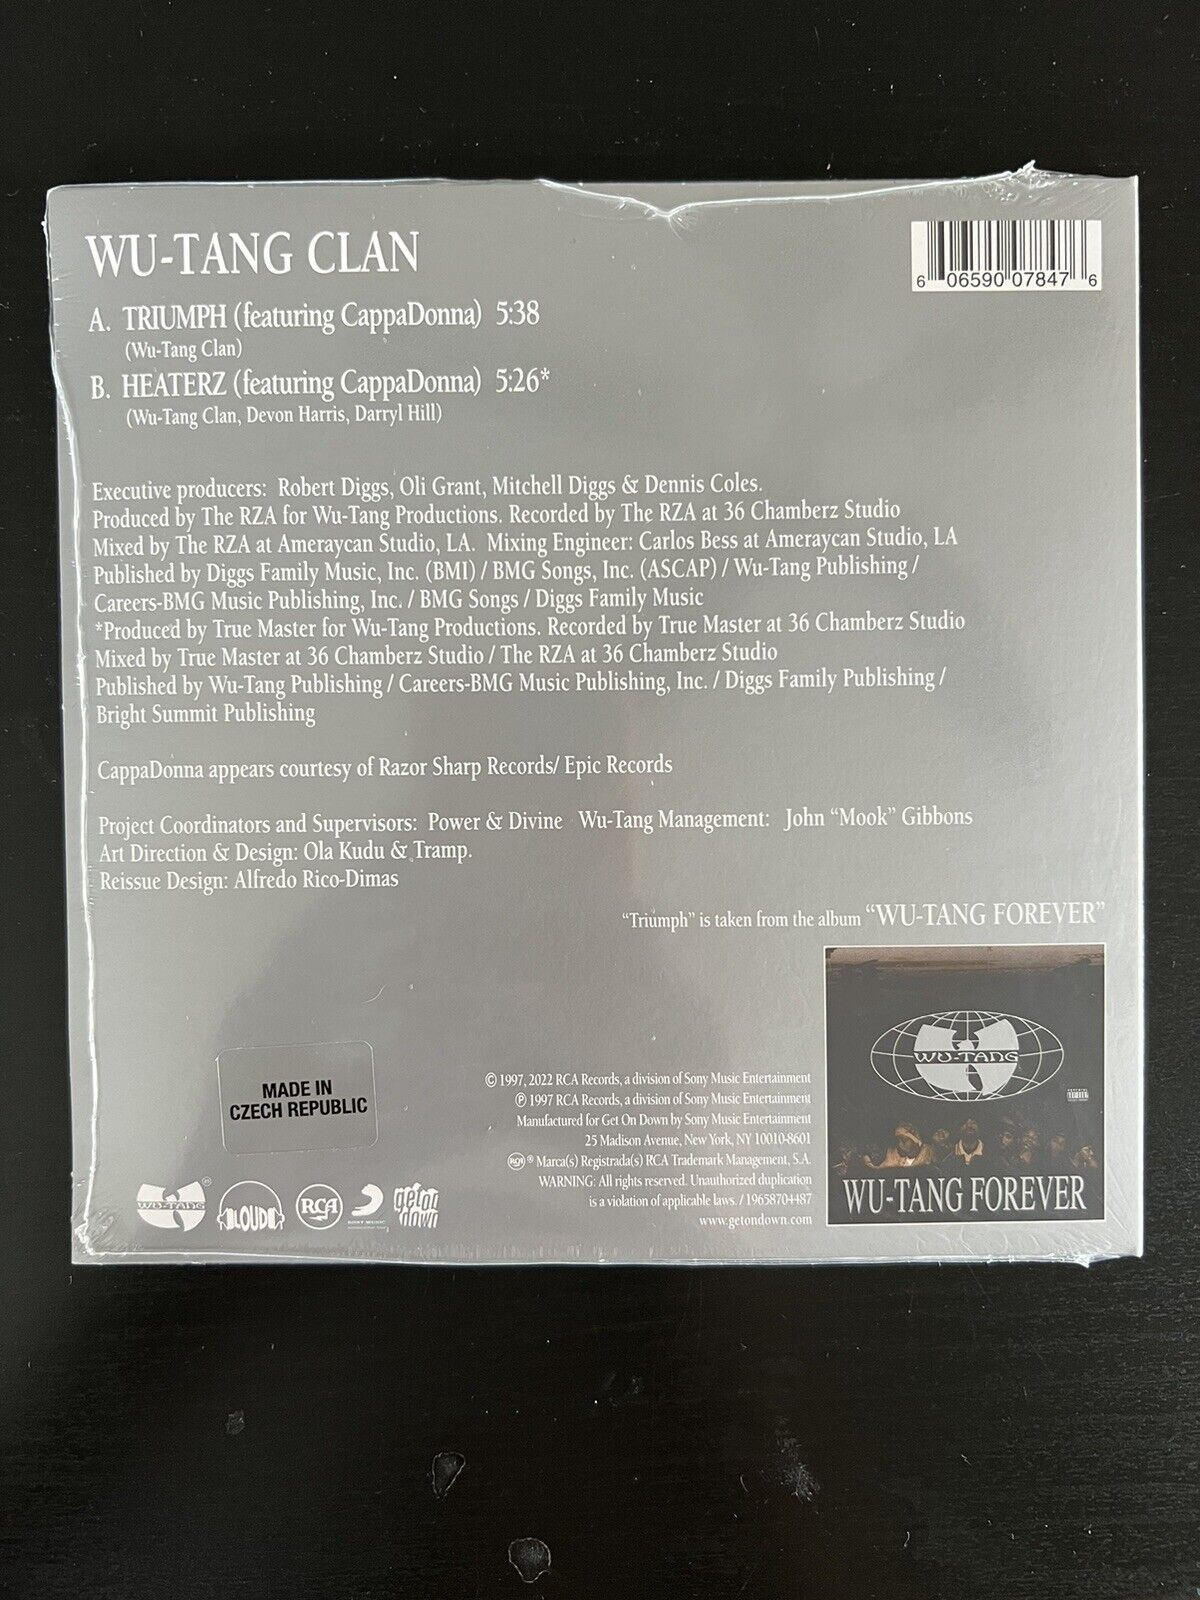 WU-TANG CLAN
6 06590 07847 6
A. TRIUMPH (featuring CappaDonna) 5:38
(Wu-Tang Clan)
B. HEATERZ (featuring CappaDonna) 5:26*
(Wu-Tang Clan, Devon Harris, Darryl Hill)
Executive producers: Robert Diggs, Oli Grant, Mitchell Diggs & Dennis Coles.
Produced by The RZA for Wu-Tang Productions. Recorded by The RZA at 36 Chamberz Studio
Mixed by The RZA at Ameraycan Studio, LA. Mixing Engineer: Carlos Bess at Ameraycan Studio, LA
Published by Diggs Family Music, Inc. (BMI) / BMG Songs, Inc. (ASCAP) / Wu-Tang Publishing /
Careers-BMG Music Publishing, Inc. / BMG Songs / Diggs Family Music
*Produced by True Master for Wu-Tang Productions. Recorded by True Master at 36 Chamberz Studio
Mixed by True Master at 36 Chamberz Studio / The RZA at 36 Chamberz Studio
Published by Wu-Tang Publishing / Careers-BMG Music Publishing, Inc. / Diggs Family Publishing /
Bright Summit Publishing
CappaDonna appears courtesy of Razor Sharp Records/ Epic Records
Project Coordinators and Supervisors: Power & Divine Wu-Tang Management: John “Mook” Gibbons
Art Direction & Design: Ola Kudu & Tramp.
Reissue Design: Alfredo Rico-Dimas
“Triumph” is taken from the album “WU-TANG FOREVER”
WU-TANG
WU-TANG FOREVER
MADE IN
CZECH REPUBLIC
© 1997, 2022 RCA Records, a division of Sony Music Entertainment
℗ 1997 RCA Records, a division of Sony Music Entertainment
Manufactured for Get On Down by Sony Music Entertainment
25 Madison Avenue, New York, NY 10010-8601
RCA ® Marca(s) Registrada(s) RCA Trademark Management, S.A.
WARNING: All rights reserved. Unauthorized duplication
is a violation of applicable laws. / 19658704487
www.getondown.com
WU-TANG
LOUD
RCA
SONY MUSIC
get on
down